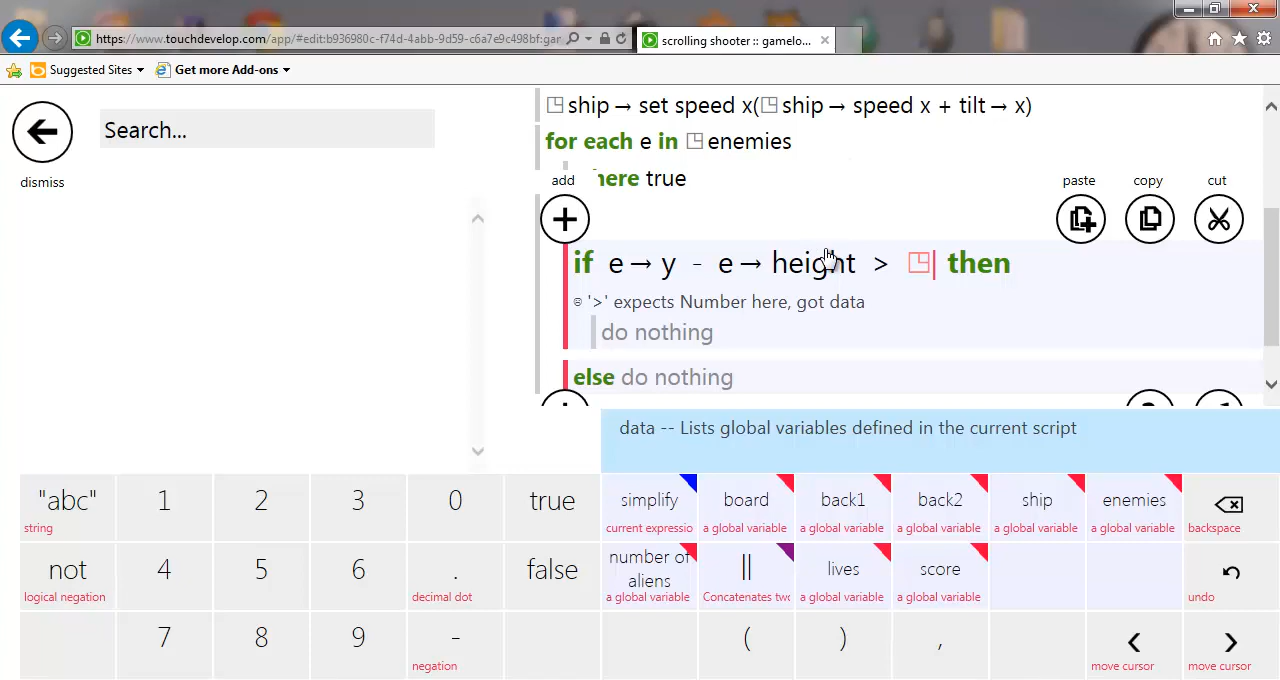 https://www.touchdevelop.com/app/#edit:b936980c-f74d-4abb-9d59-c6a7e9c498bf:gar
scrolling shooter :: gamelo...
Suggested Sites
Get more Add-ons
Search...
dismiss
ship → set speed x(ship → speed x + tilt → x)
for each e in enemies
here true
add
paste
copy
cut
if e → y - e → height > then
'>' expects Number here, got data
do nothing
else do nothing
data -- Lists global variables defined in the current script
"abc" 1 2 3 0 true simplify board back1 back2 ship enemies
string current expressio a global variable a global variable a global variable a global variable a global variable backspace
not 4 5 6 . false number of aliens || lives score
logical negation decimal dot a global variable Concatenates two a global variable a global variable undo
7 8 9 - ( ) ,
negation move cursor move cursor